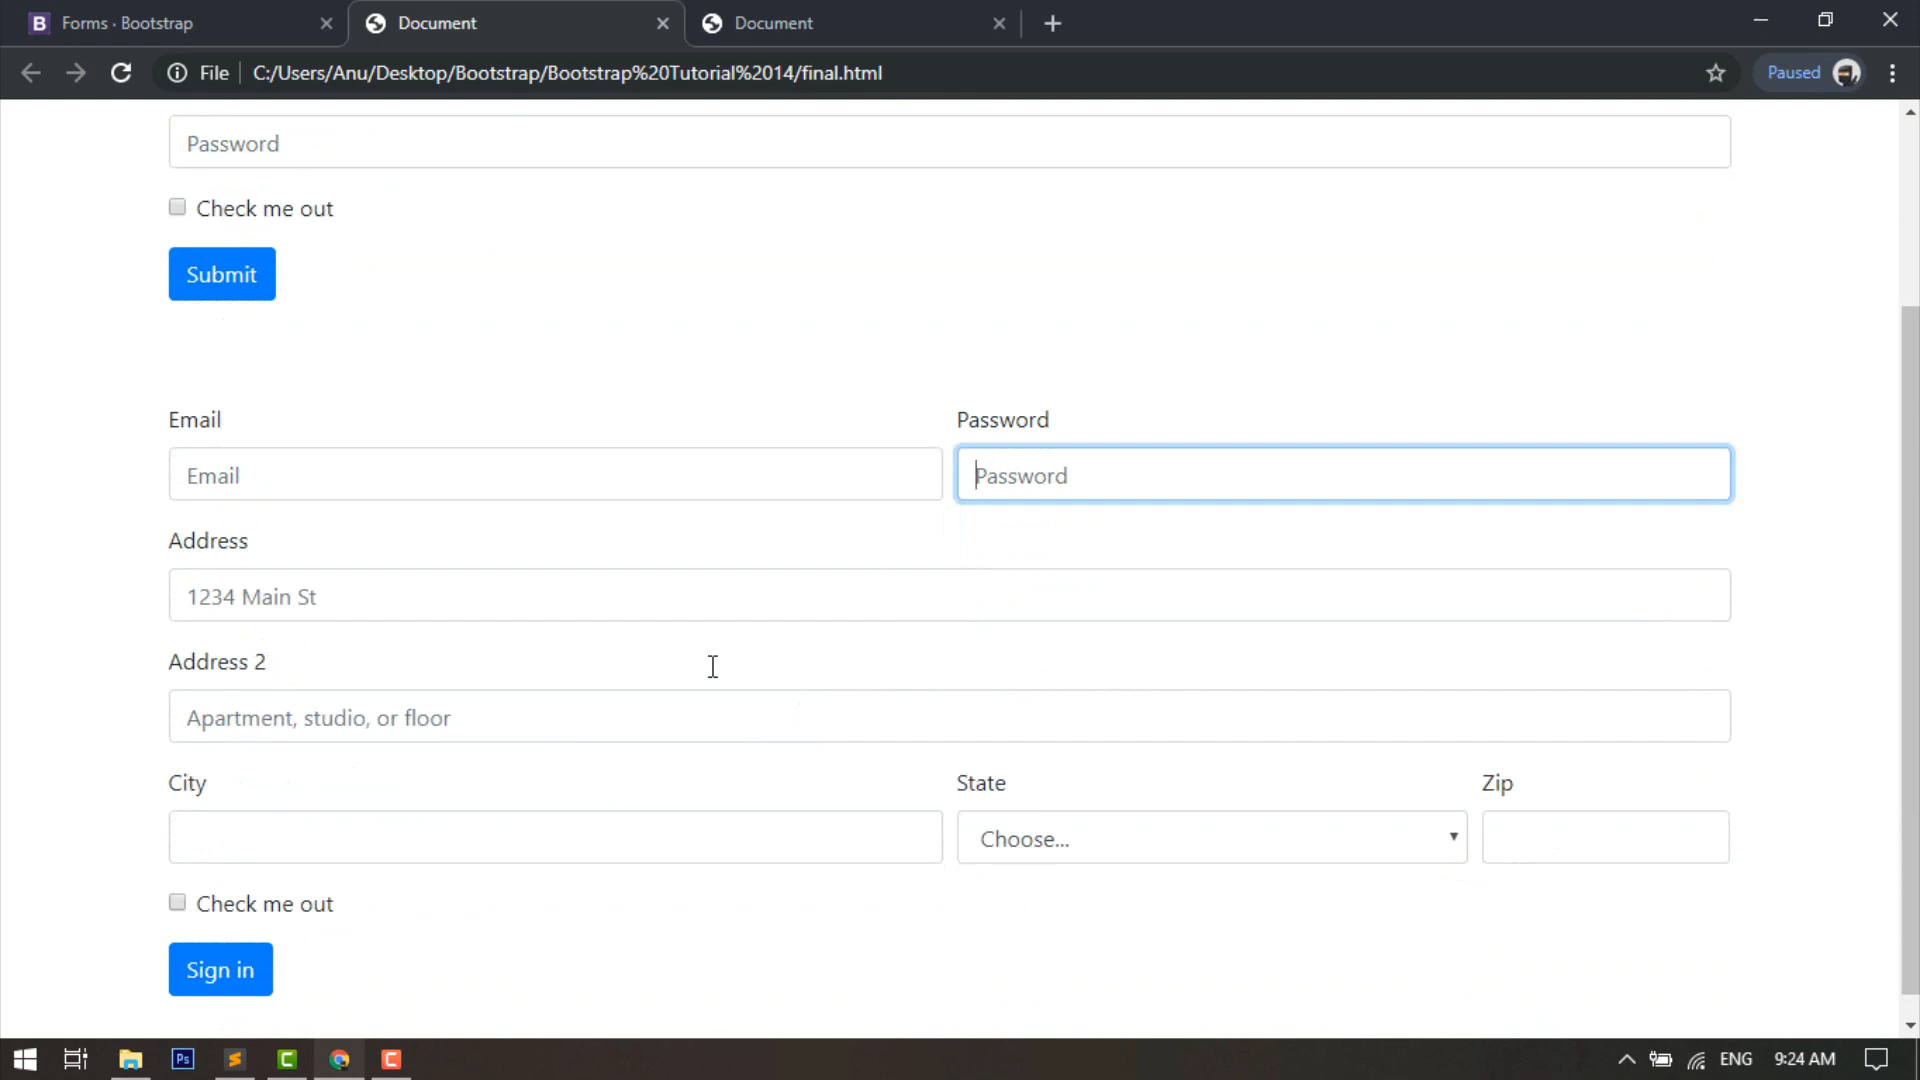 B Forms · Bootstrap
Document
Document
File
C:/Users/Anu/Desktop/Bootstrap/Bootstrap%20Tutorial%2014/final.html
Paused
Password
Check me out
Submit
Email
Password
Email
Password
Address
1234 Main St
Address 2
Apartment, studio, or floor
City
State
Zip
Choose...
Check me out
Sign in
Ps
C
C
ENG
9:24 AM